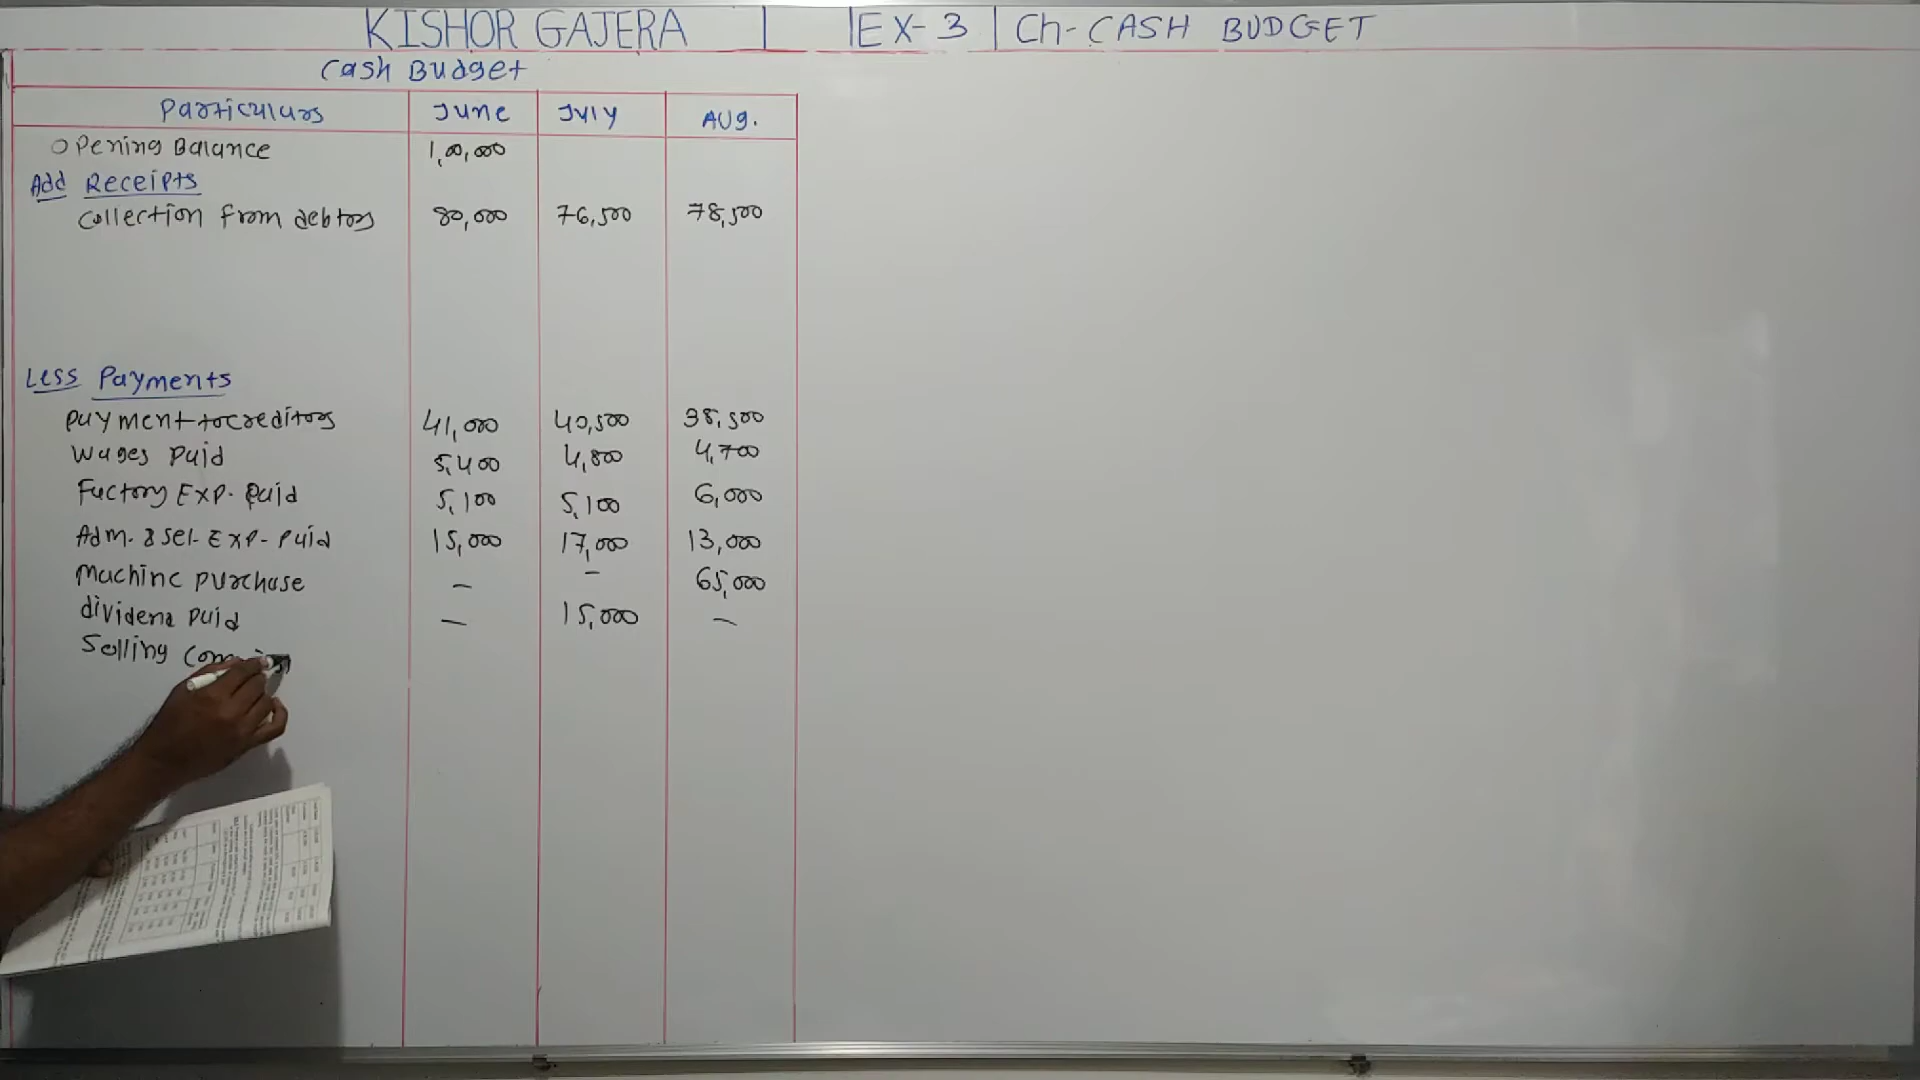 KISHOR GAJERA | EX-3 | Ch-CASH BUDGET
Cash Budget
Particulars June July AUG.
Opening Balance 1,00,000
Add Receipts
Collection from debtors 80,000 76,500 78,500
Less Payments
Payment to creditors 41,000 40,500 38,500
Wages paid 5,400 4,800 4,700
Factory EXP. paid 5,100 5,100 6,000
Adm. & Sel. EXP. paid 15,000 17,000 13,000
Machine purchase – – 65,000
dividend paid – 15,000 –
Selling